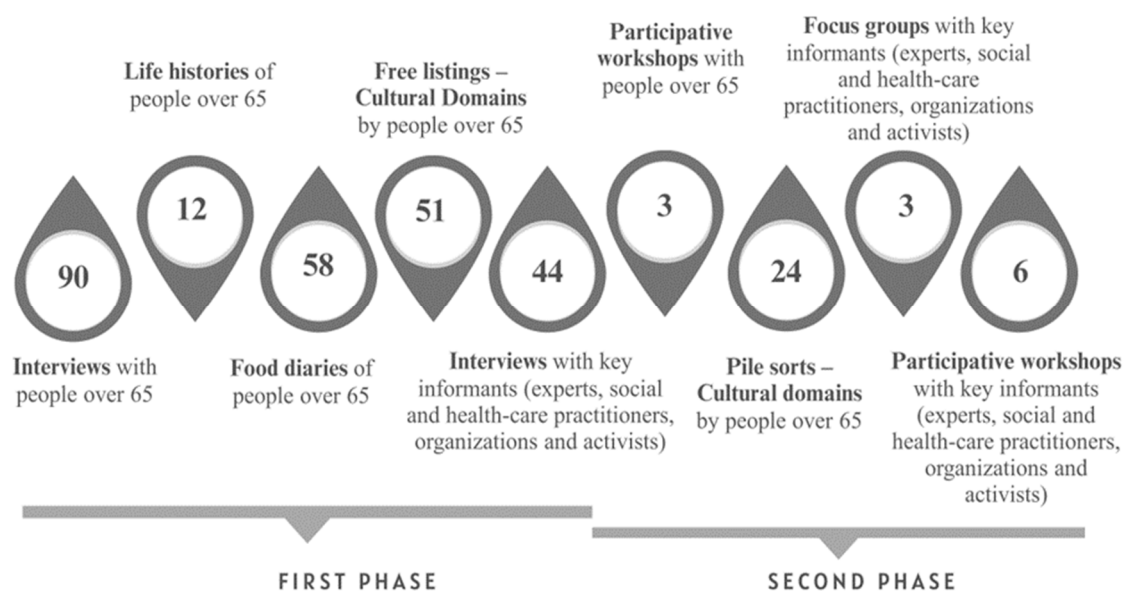 Life histories of
people over 65
Free listings –
Cultural Domains
by people over 65
Participative
workshops with
people over 65
Focus groups with key
informants (experts, social
and health-care
practitioners, organizations
and activists)
90
12
58
51
44
3
24
3
6
Interviews with
people over 65
Food diaries of
people over 65
Interviews with key
informants (experts, social
and health-care practitioners,
organizations and activists)
Pile sorts –
Cultural domains
by people over 65
Participative workshops
with key informants
(experts, social and
health-care practitioners,
organizations and
activists)
FIRST PHASE
SECOND PHASE